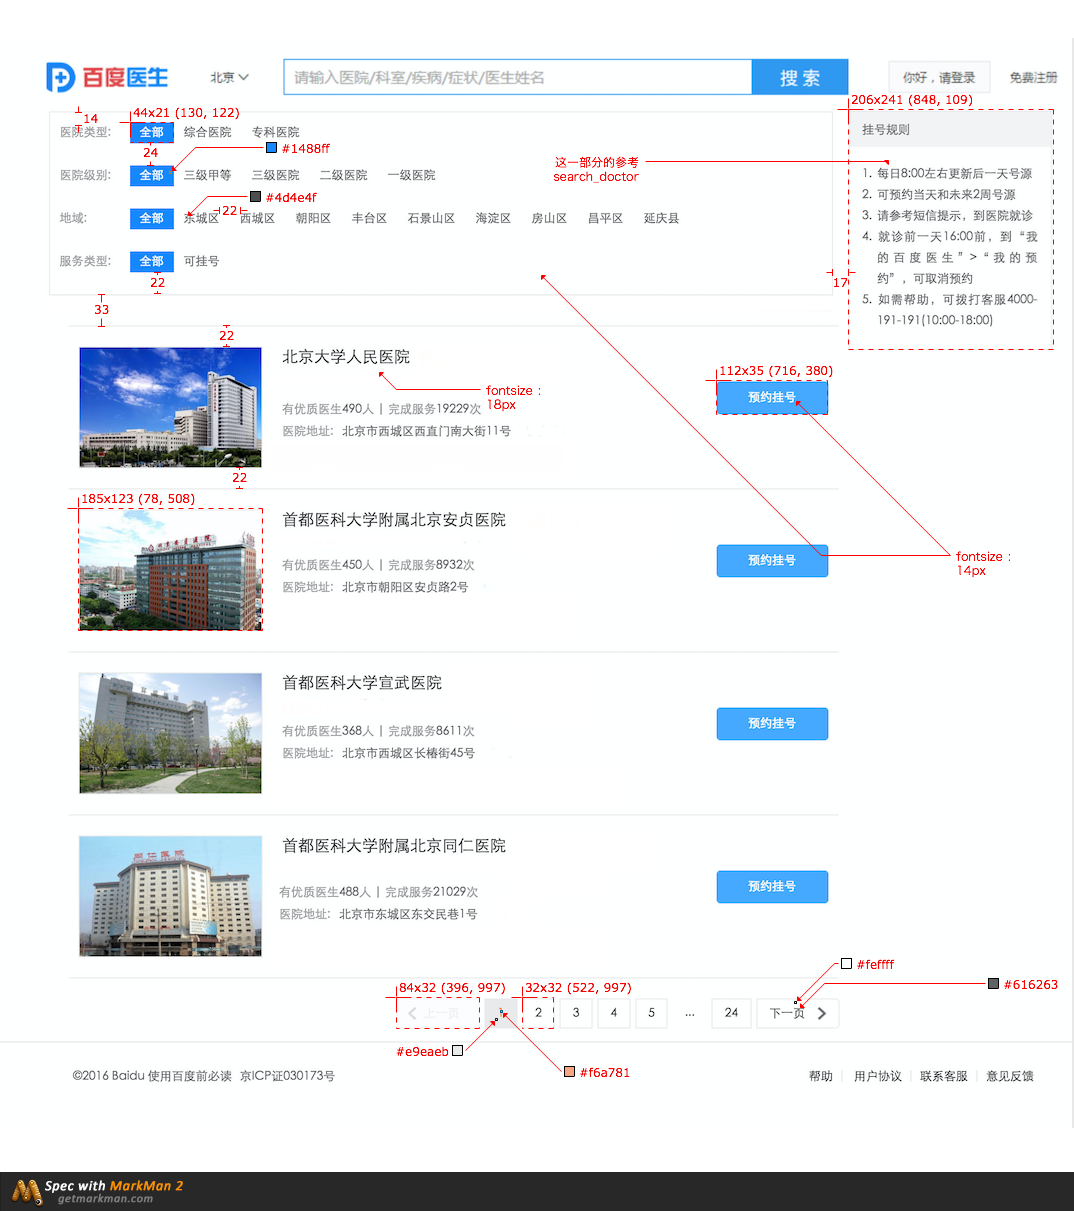 百度医生
北京
请输入医院/科室/疾病/症状/医生姓名
搜 索
你好，请登录
免费注册
14
44x21 (130, 122)
206x241 (848, 109)
医院类型: 全部 综合医院 专科医院
24
#1488ff
医院级别: 全部 三级甲等 三级医院 二级医院 一级医院
#4d4e4f
22
地域: 全部 东城区 西城区 朝阳区 丰台区 石景山区 海淀区 房山区 昌平区 延庆县
服务类型: 全部 可挂号
22
17
33
这一部分的参考
search_doctor
挂号规则
1. 每日8:00左右更新后一天号源
2. 可预约当天和未来2周号源
3. 请参考短信提示，到医院就诊
4. 就诊前一天16:00前，到“我
的百度医生”>“我的预
约”，可取消预约
5. 如需帮助，可拨打客服4000-
191-191(10:00-18:00)
22
北京大学人民医院
fontsize：
18px
有优质医生490人 | 完成服务19229次
医院地址: 北京市西城区西直门南大街11号
112x35 (716, 380)
预约挂号
22
185x123 (78, 508)
首都医科大学附属北京安贞医院
有优质医生450人 | 完成服务8932次
医院地址: 北京市朝阳区安贞路2号
预约挂号
fontsize：
14px
首都医科大学宣武医院
有优质医生368人 | 完成服务8611次
医院地址: 北京市西城区长椿街45号
预约挂号
同仁医院
首都医科大学附属北京同仁医院
有优质医生488人 | 完成服务21029次
医院地址: 北京市东城区东交民巷1号
预约挂号
#feffff
#616263
84x32 (396, 997)
32x32 (522, 997)
上一页 2 3 4 5 ... 24 下一页
#e9eaeb
#f6a781
©2016 Baidu 使用百度前必读 京ICP证030173号
帮助 | 用户协议 | 联系客服 | 意见反馈
Spec with MarkMan 2
getmarkman.com